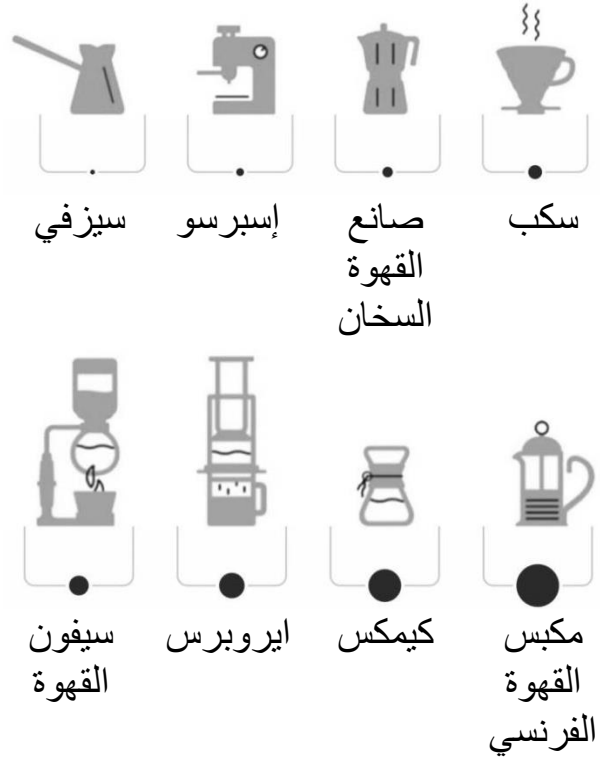 سيزفي
إسبرسو
صانع
القهوة
السخان
سكب
سيفون
القهوة
ايروبرس
كيمكس
مكبس
القهوة
الفرنسي